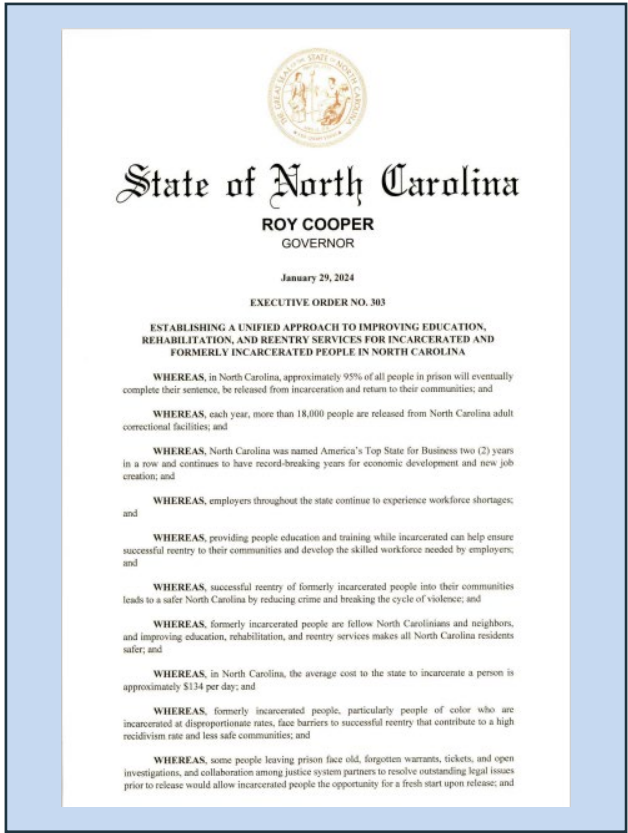 THE GREAT SEAL OF THE STATE OF NORTH CAROLINA
State of North Carolina
ROY COOPER
GOVERNOR
January 29, 2024
EXECUTIVE ORDER NO. 303
ESTABLISHING A UNIFIED APPROACH TO IMPROVING EDUCATION,
REHABILITATION, AND REENTRY SERVICES FOR INCARCERATED AND
FORMERLY INCARCERATED PEOPLE IN NORTH CAROLINA
WHEREAS, in North Carolina, approximately 95% of all people in prison will eventually
complete their sentence, be released from incarceration and return to their communities; and
WHEREAS, each year, more than 18,000 people are released from North Carolina adult
correctional facilities; and
WHEREAS, North Carolina was named America's Top State for Business two (2) years
in a row and continues to have record-breaking years for economic development and new job
creation; and
WHEREAS, employers throughout the state continue to experience workforce shortages;
and
WHEREAS, providing people education and training while incarcerated can help ensure
successful reentry to their communities and develop the skilled workforce needed by employers;
and
WHEREAS, successful reentry of formerly incarcerated people into their communities
leads to a safer North Carolina by reducing crime and breaking the cycle of violence; and
WHEREAS, formerly incarcerated people are fellow North Carolinians and neighbors,
and improving education, rehabilitation, and reentry services makes all North Carolina residents
safer; and
WHEREAS, in North Carolina, the average cost to the state to incarcerate a person is
approximately $134 per day; and
WHEREAS, formerly incarcerated people, particularly people of color who are
incarcerated at disproportionate rates, face barriers to successful reentry that contribute to a high
recidivism rate and less safe communities; and
WHEREAS, some people leaving prison face old, forgotten warrants, tickets, and open
investigations, and collaboration among justice system partners to resolve outstanding legal issues
prior to release would allow incarcerated people the opportunity for a fresh start upon release; and